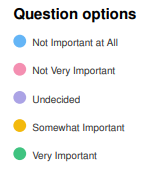 Question options
Not Important at All
Not Very Important
Undecided
Somewhat Important
Very Important